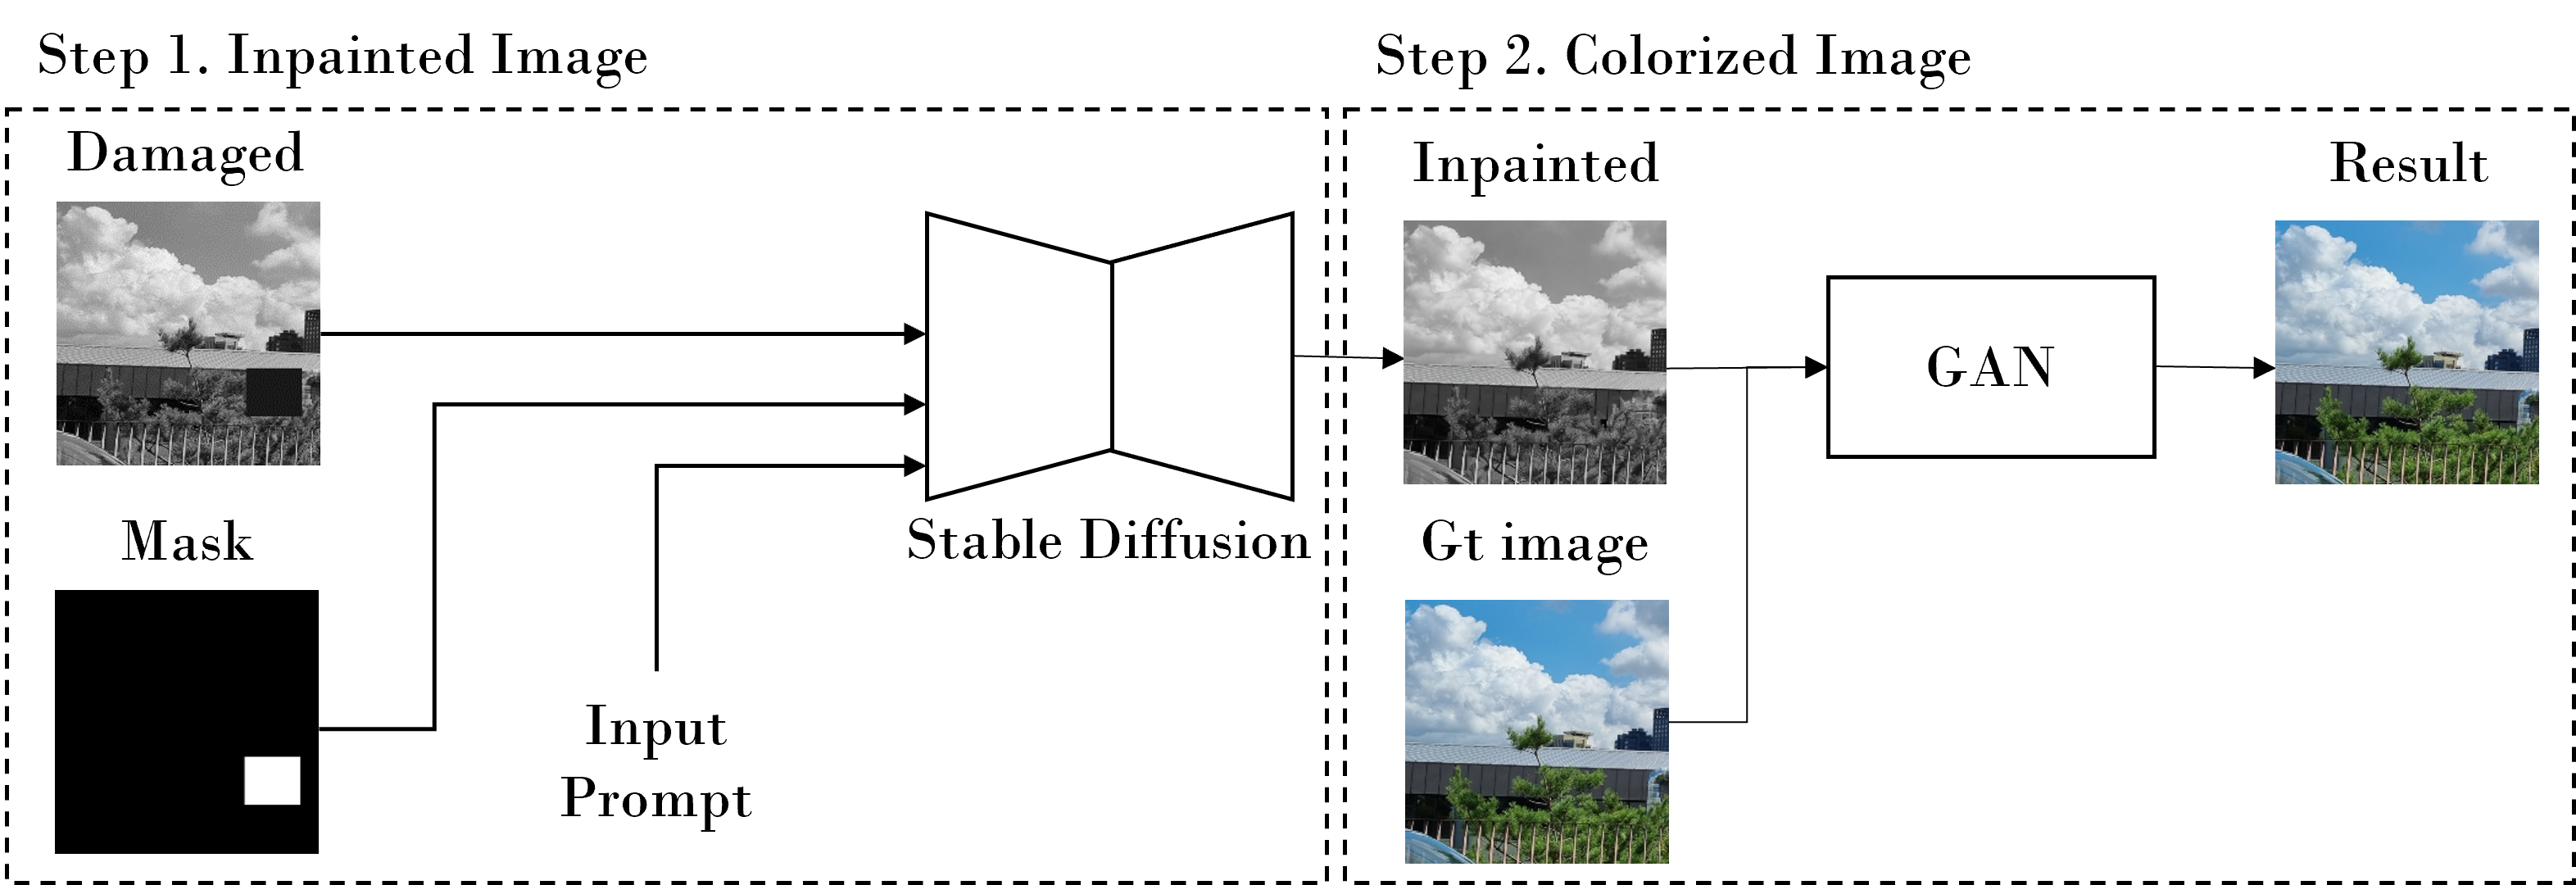 Step 1. Inpainted Image
Damaged
Mask
Input
Prompt
Stable Diffusion
Step 2. Colorized Image
Inpainted
Gt image
GAN
Result